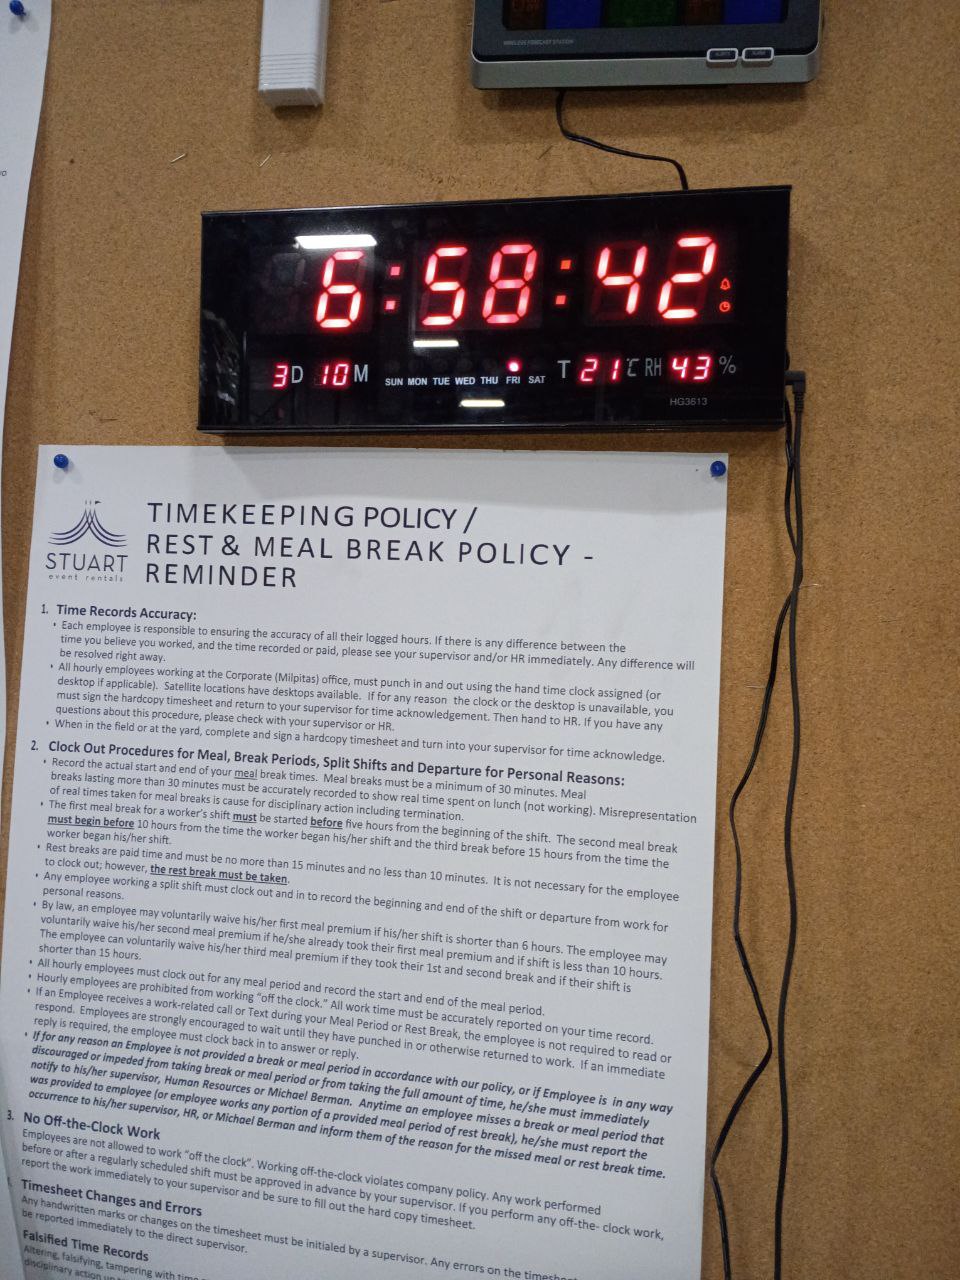 WIRELESS FORECAST STATION
6:58:42
3D 10M SUN MON TUE WED THU FRI SAT T 21°C RH 43 %
HG3613
STUART
event rentals
TIMEKEEPING POLICY /
REST & MEAL BREAK POLICY -
REMINDER
1. Time Records Accuracy:
• Each employee is responsible to ensuring the accuracy of all their logged hours. If there is any difference between the
time you believe you worked, and the time recorded or paid, please see your supervisor and/or HR immediately. Any difference will
be resolved right away.
• All hourly employees working at the Corporate (Milpitas) office, must punch in and out using the hand time clock assigned (or
desktop if applicable). Satellite locations have desktops available. If for any reason the clock or the desktop is unavailable, you
must sign the hardcopy timesheet and return to your supervisor for time acknowledgement. Then hand to HR. If you have any
questions about this procedure, please check with your supervisor or HR.
• When in the field or at the yard, complete and sign a hardcopy timesheet and turn into your supervisor for time acknowledge.
2. Clock Out Procedures for Meal, Break Periods, Split Shifts and Departure for Personal Reasons:
• Record the actual start and end of your meal break times. Meal breaks must be a minimum of 30 minutes. Meal
breaks lasting more than 30 minutes must be accurately recorded to show real time spent on lunch (not working). Misrepresentation
of real times taken for meal breaks is cause for disciplinary action including termination.
• The first meal break for a worker's shift must be started before five hours from the beginning of the shift. The second meal break
must begin before 10 hours from the time the worker began his/her shift and the third break before 15 hours from the time the
worker began his/her shift.
• Rest breaks are paid time and must be no more than 15 minutes and no less than 10 minutes. It is not necessary for the employee
to clock out; however, the rest break must be taken.
• Any employee working a split shift must clock out and in to record the beginning and end of the shift or departure from work for
personal reasons.
• By law, an employee may voluntarily waive his/her first meal premium if his/her shift is shorter than 6 hours. The employee may
voluntarily waive his/her second meal premium if he/she already took their first meal premium and if shift is less than 10 hours.
The employee can voluntarily waive his/her third meal premium if they took their 1st and second break and if their shift is
shorter than 15 hours.
• All hourly employees must clock out for any meal period and record the start and end of the meal period.
• Hourly employees are prohibited from working "off the clock." All work time must be accurately reported on your time record.
• If an Employee receives a work-related call or Text during your Meal Period or Rest Break, the employee is not required to read or
respond. Employees are strongly encouraged to wait until they have punched in or otherwise returned to work. If an immediate
reply is required, the employee must clock back in to answer or reply.
• If for any reason an Employee is not provided a break or meal period in accordance with our policy, or if Employee is in any way
discouraged or impeded from taking break or meal period or from taking the full amount of time, he/she must immediately
notify to his/her supervisor, Human Resources or Michael Berman. Anytime an employee misses a break or meal period that
was provided to employee (or employee works any portion of a provided meal period of rest break), he/she must report the
occurrence to his/her supervisor, HR, or Michael Berman and inform them of the reason for the missed meal or rest break time.
3. No Off-the-Clock Work
Employees are not allowed to work "off the clock". Working off-the-clock violates company policy. Any work performed
before or after a regularly scheduled shift must be approved in advance by your supervisor. If you perform any off-the- clock work,
report the work immediately to your supervisor and be sure to fill out the hard copy timesheet.
Timesheet Changes and Errors
Any handwritten marks or changes on the timesheet must be initialed by a supervisor. Any errors on the timesheet
be reported immediately to the direct supervisor.
Falsified Time Records
Altering, falsifying, tampering with time
disciplinary action